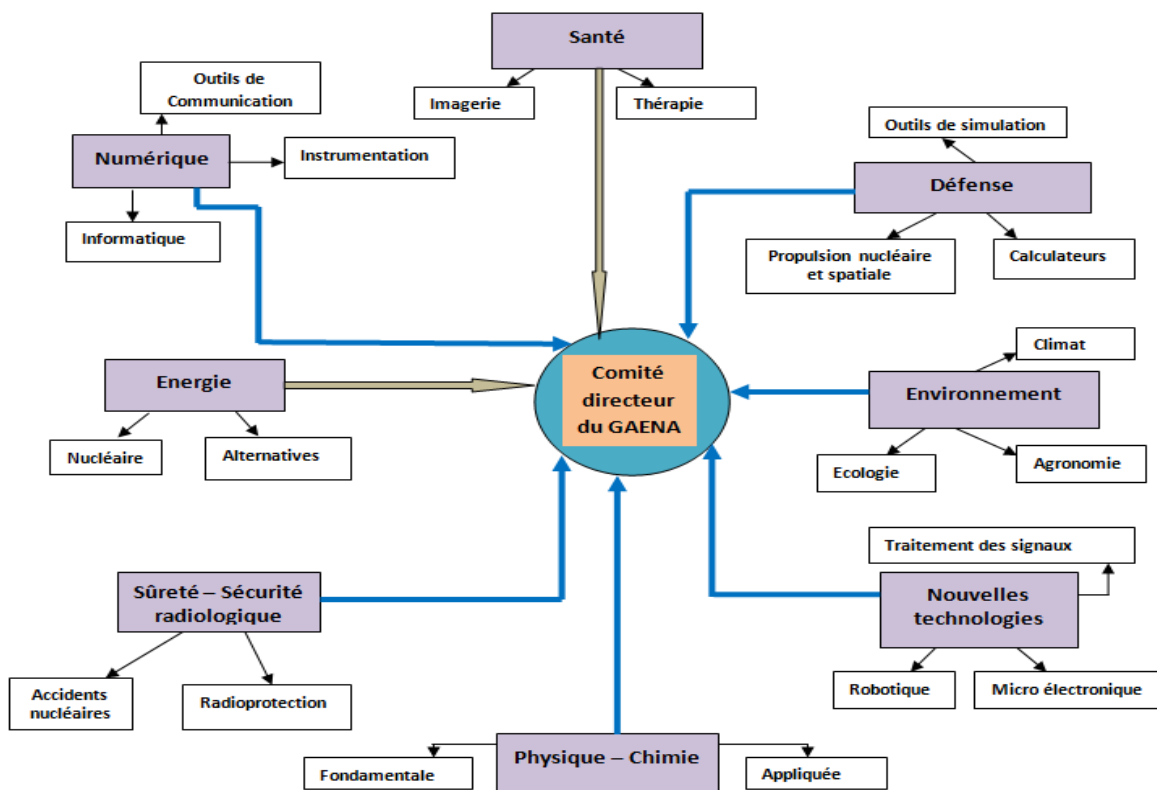 Santé
Imagerie
Thérapie
Outils de
Communication
Numérique
Instrumentation
Informatique
Outils de simulation
Défense
Propulsion nucléaire
et spatiale
Calculateurs
Comité
directeur
du GAENA
Energie
Nucléaire
Alternatives
Climat
Environnement
Ecologie
Agronomie
Sûreté – Sécurité
radiologique
Accidents
nucléaires
Radioprotection
Traitement des signaux
Nouvelles
technologies
Robotique
Micro électronique
Physique – Chimie
Fondamentale
Appliquée